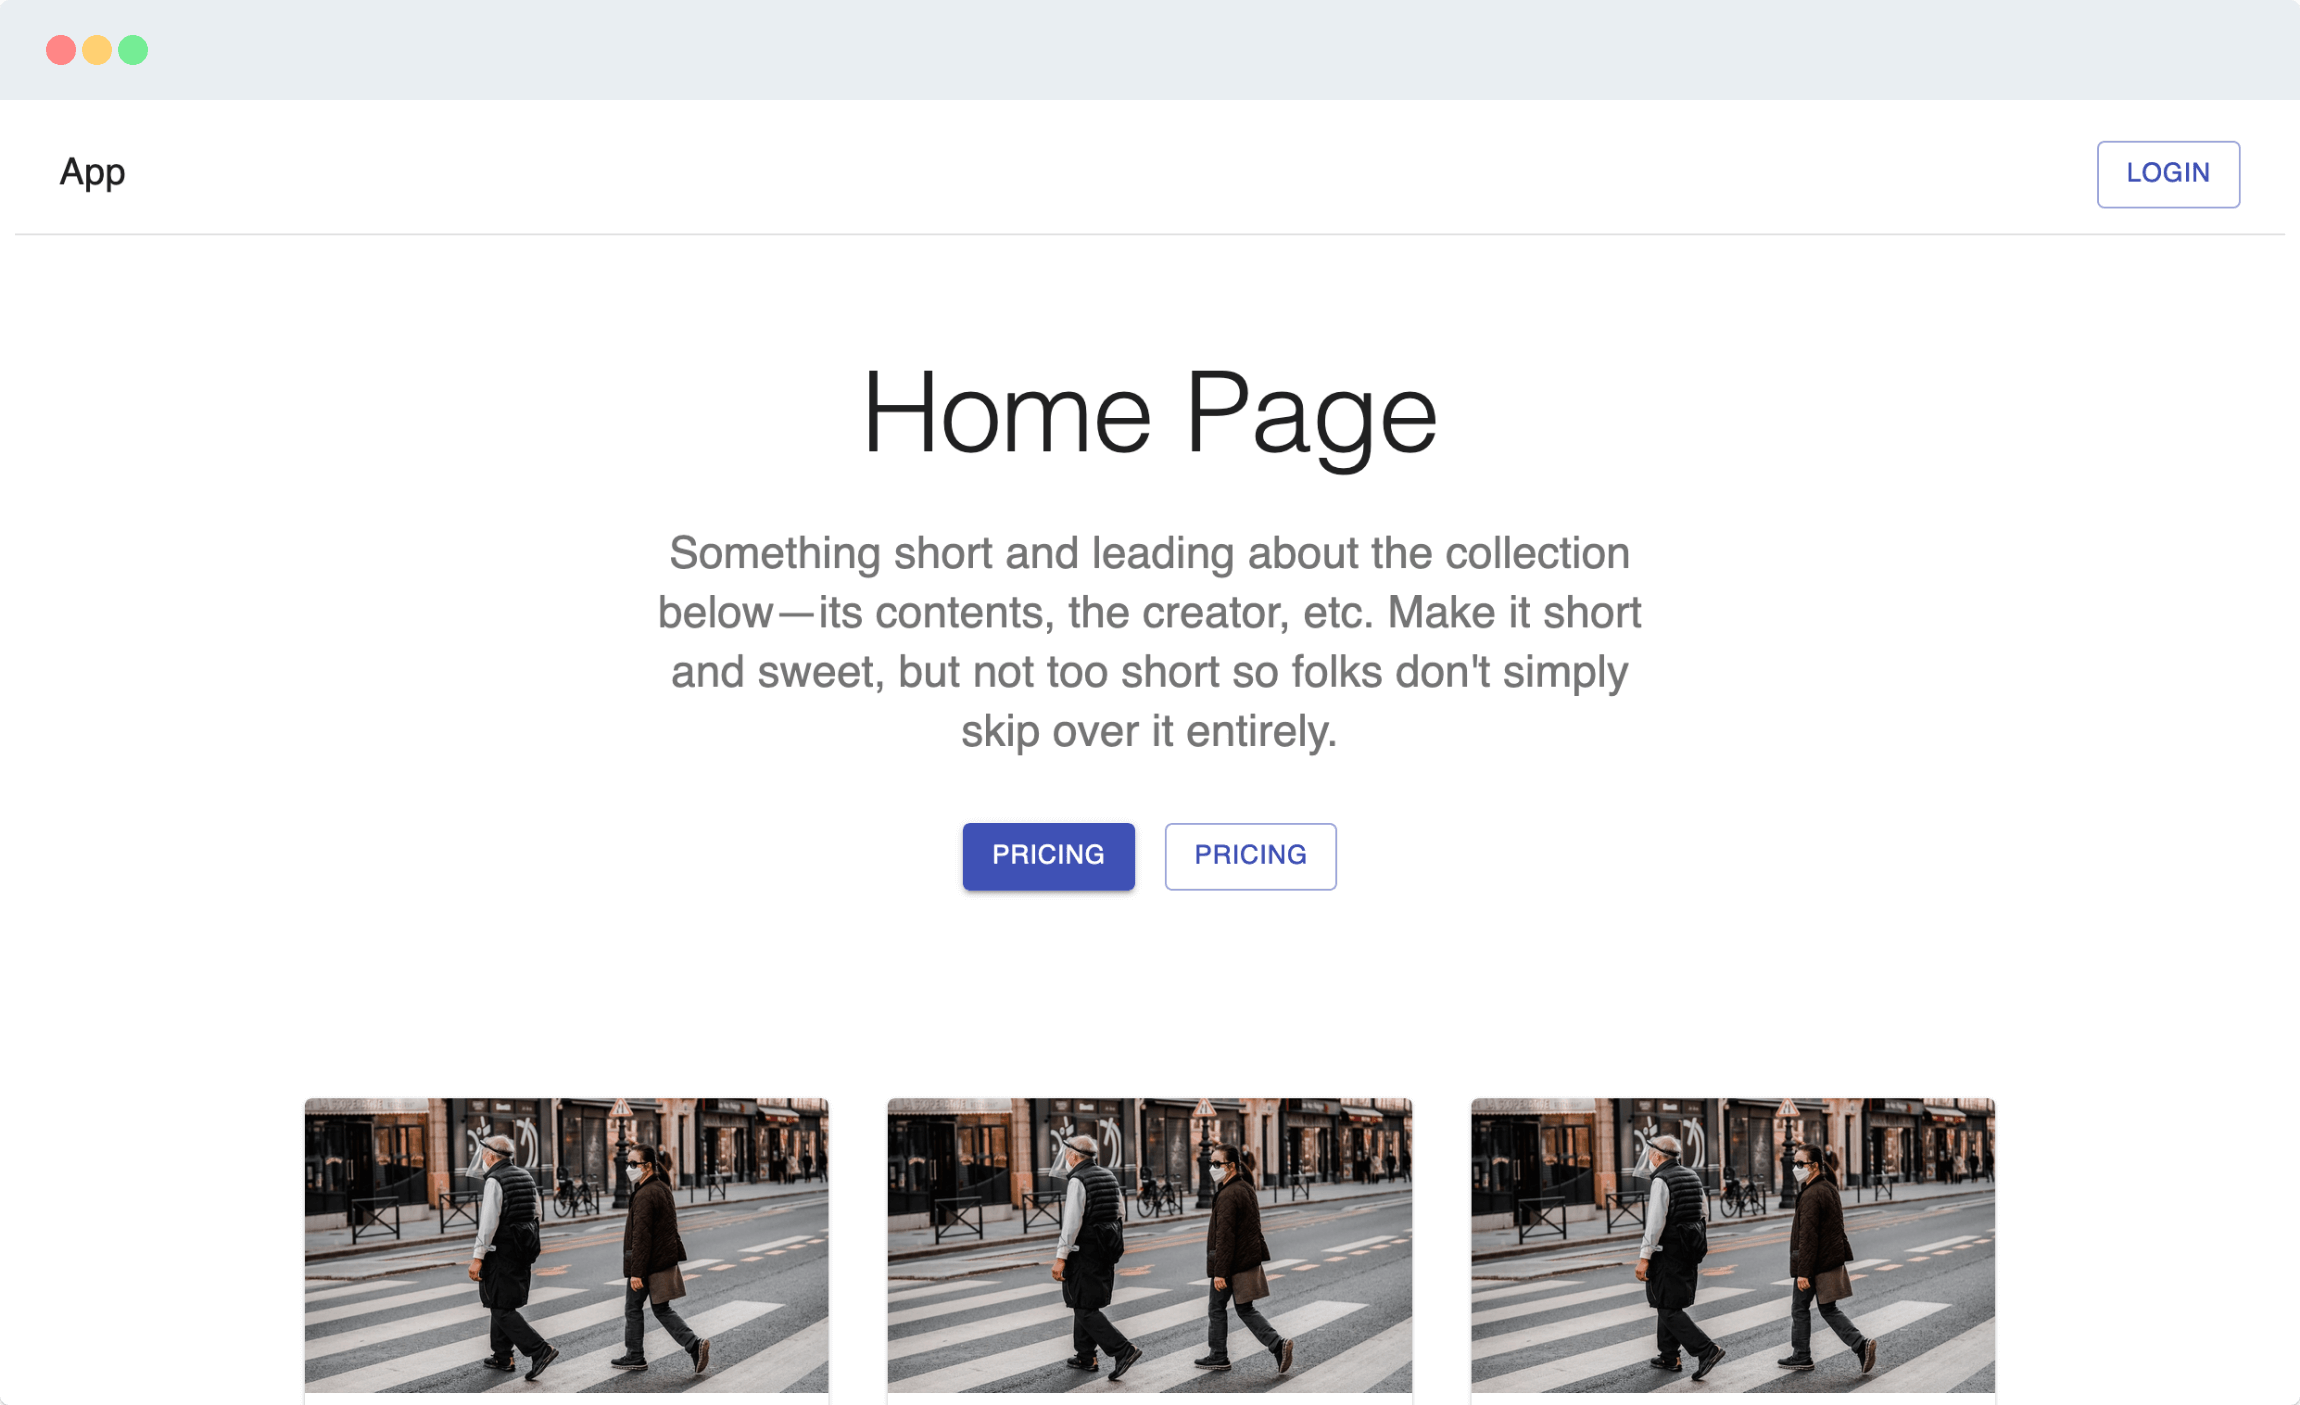 App
LOGIN
Home Page
Something short and leading about the collection
below—its contents, the creator, etc. Make it short
and sweet, but not too short so folks don't simply
skip over it entirely.
PRICING
PRICING